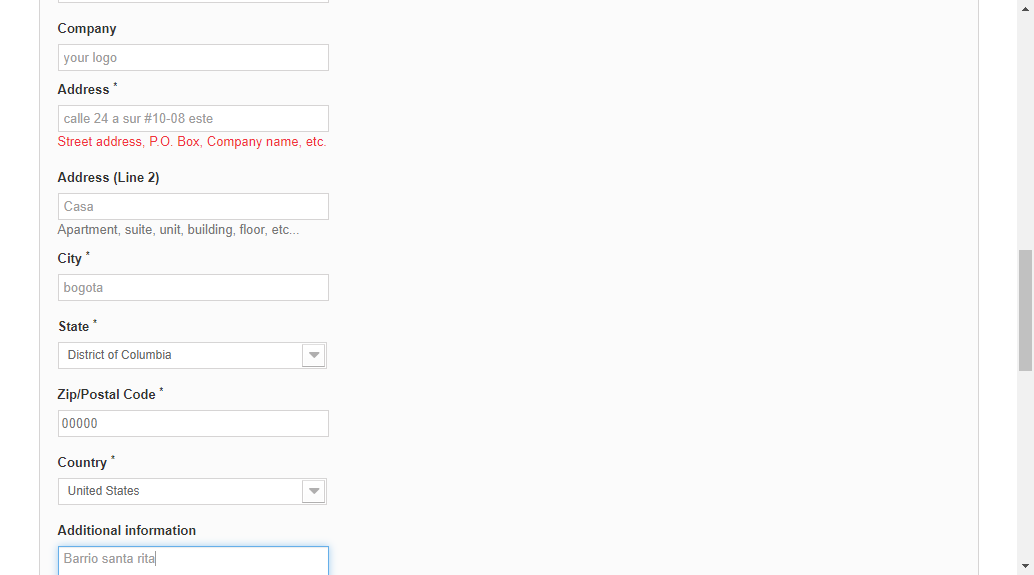 Company
your logo
Address *
calle 24 a sur #10-08 este
Street address, P.O. Box, Company name, etc.
Address (Line 2)
Casa
Apartment, suite, unit, building, floor, etc...
City *
bogota
State *
District of Columbia
Zip/Postal Code *
00000
Country *
United States
Additional information
Barrio santa rita